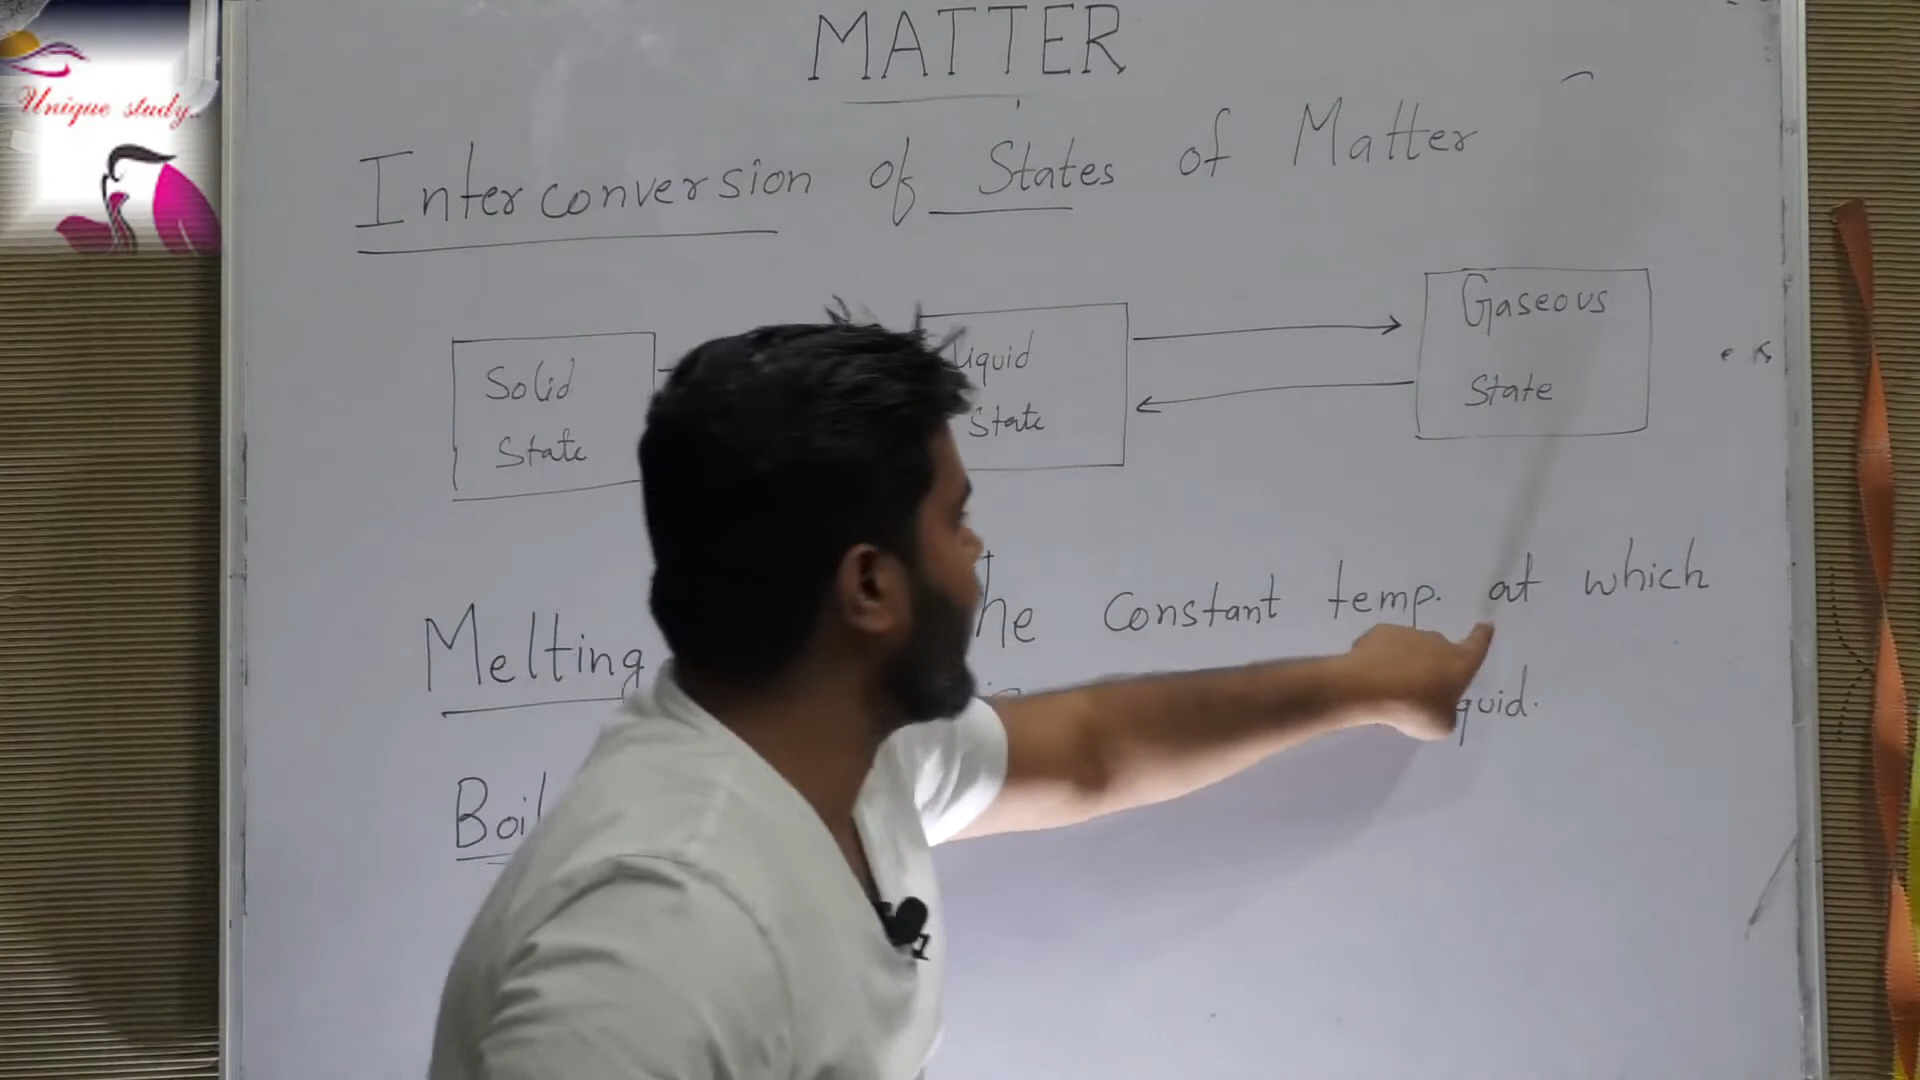 Unique study.
MATTER
Interconversion of States of Matter
Solid
State
Liquid
State
Gaseous
State
Melting he constant temp. at which
quid.
Boil